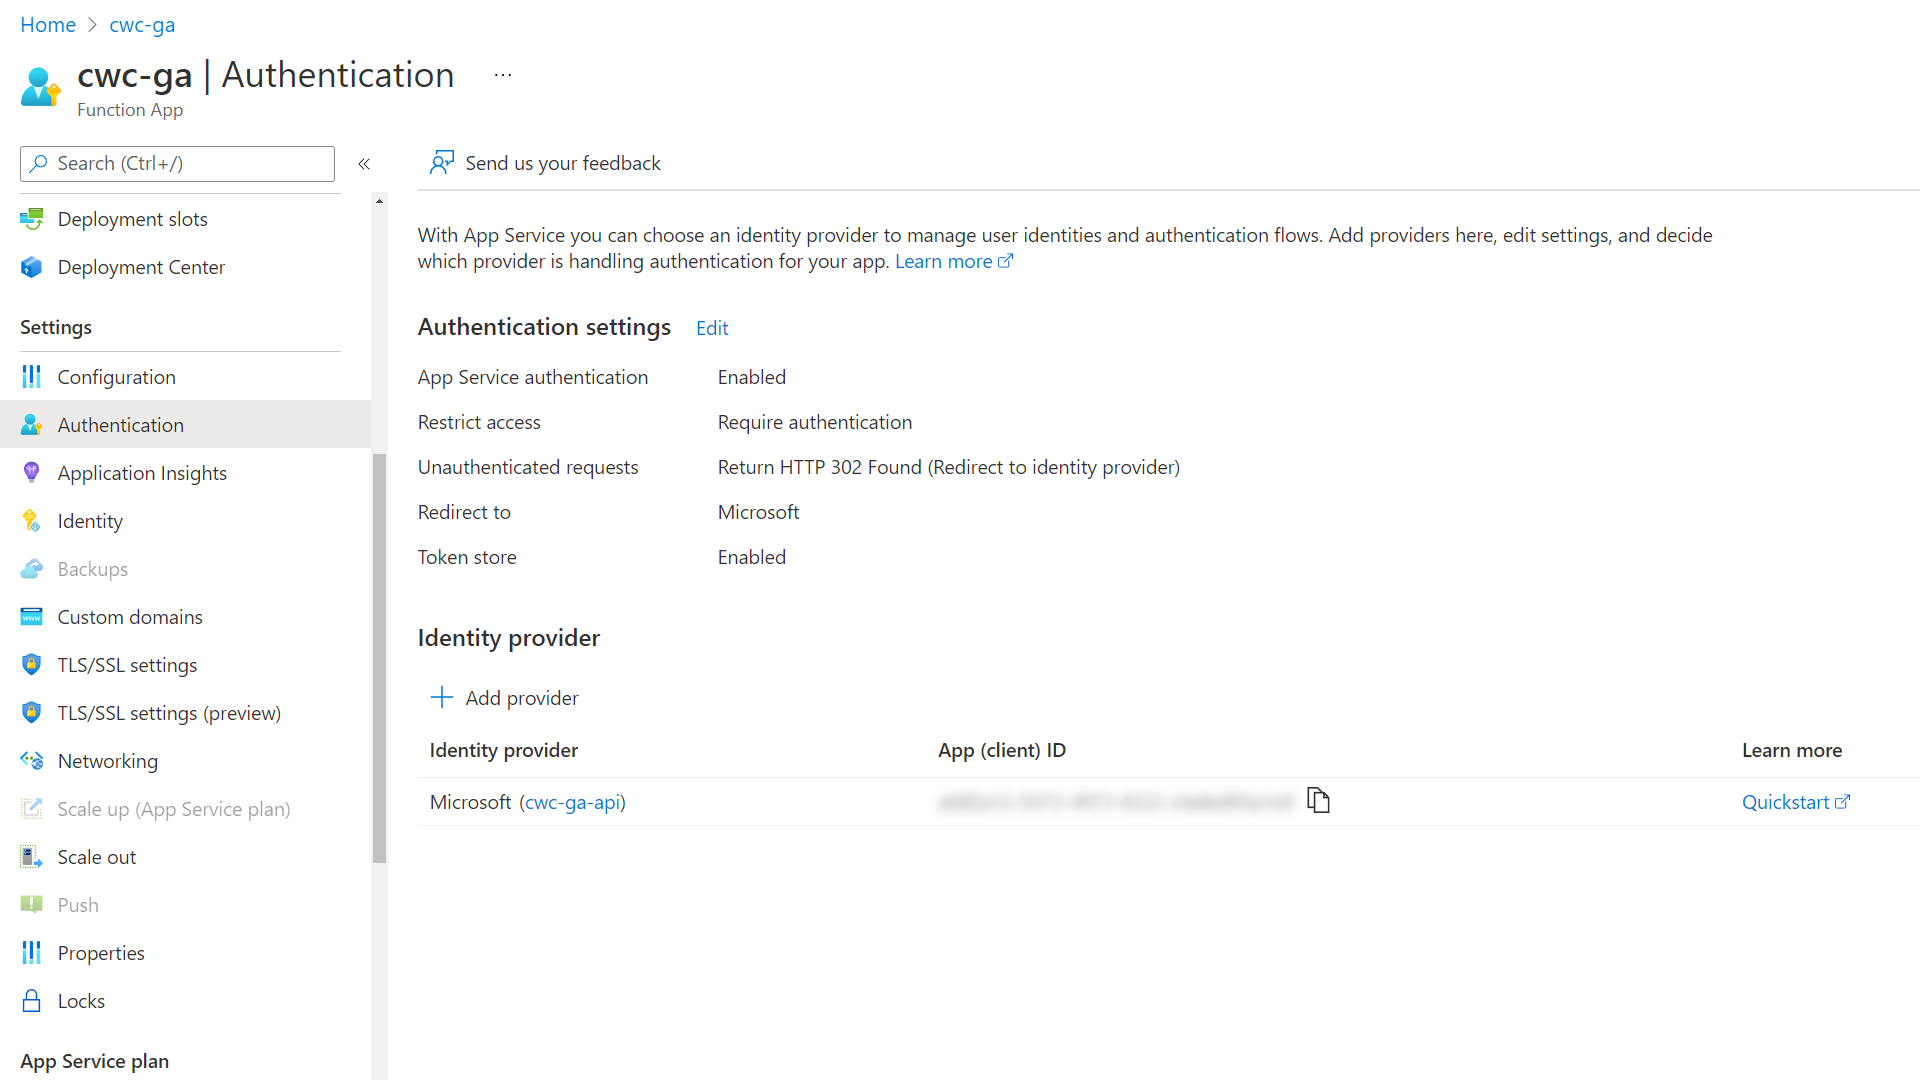 Home > cwc-ga
cwc-ga | Authentication ...
Function App
Search (Ctrl+/)
«
Deployment slots
Deployment Center
Settings
Configuration
Authentication
Application Insights
Identity
Backups
Custom domains
TLS/SSL settings
TLS/SSL settings (preview)
Networking
Scale up (App Service plan)
Scale out
Push
Properties
Locks
App Service plan
Send us your feedback
With App Service you can choose an identity provider to manage user identities and authentication flows. Add providers here, edit settings, and decide
which provider is handling authentication for your app. Learn more
Authentication settings Edit
App Service authentication Enabled
Restrict access Require authentication
Unauthenticated requests Return HTTP 302 Found (Redirect to identity provider)
Redirect to Microsoft
Token store Enabled
Identity provider
Add provider
Identity provider App (client) ID Learn more
Microsoft (cwc-ga-api) Quickstart